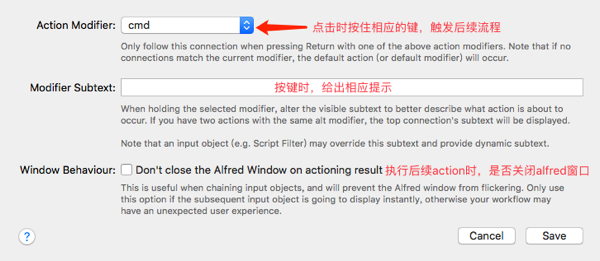 Action Modifier: cmd 点击时按住相应的键，触发后续流程
Only follow this connection when pressing Return with one of the above action modifiers. Note that if no
connections match the current modifier, the default action (or default modifier) will occur.
Modifier Subtext: 按键时，给出相应提示
When holding the selected modifier, alter the visible subtext to better describe what action is about to
occur. If you have two actions with the same alt modifier, the top connection's subtext will be displayed.
Note that an input object (e.g. Script Filter) may override this subtext and provide dynamic subtext.
Window Behaviour: Don't close the Alfred Window on actioning result 执行后续action时，是否关闭alfred窗口
This is useful when chaining input objects, and will prevent the Alfred window from flickering. Only use
this option if the subsequent input object is going to display instantly, otherwise your workflow may
have an unexpected user experience.
? Cancel Save